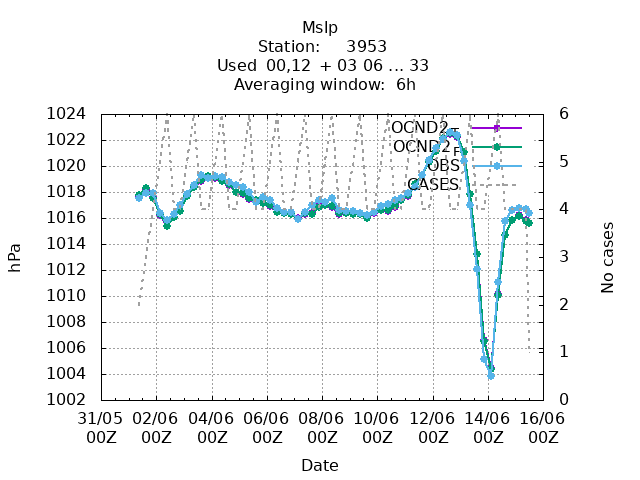 Mslp
Station: 3953
Used 00,12 + 03 06 ... 33
Averaging window: 6h
1024
1022
1020
1018
1016
1014
1012
1010
1008
1006
1004
1002
hPa
6
5
4
3
2
1
0
No cases
OCND2_T
OCND2_F
OBS
CASES
31/05 02/06 04/06 06/06 08/06 10/06 12/06 14/06 16/06
00Z 00Z 00Z 00Z 00Z 00Z 00Z 00Z 00Z
Date